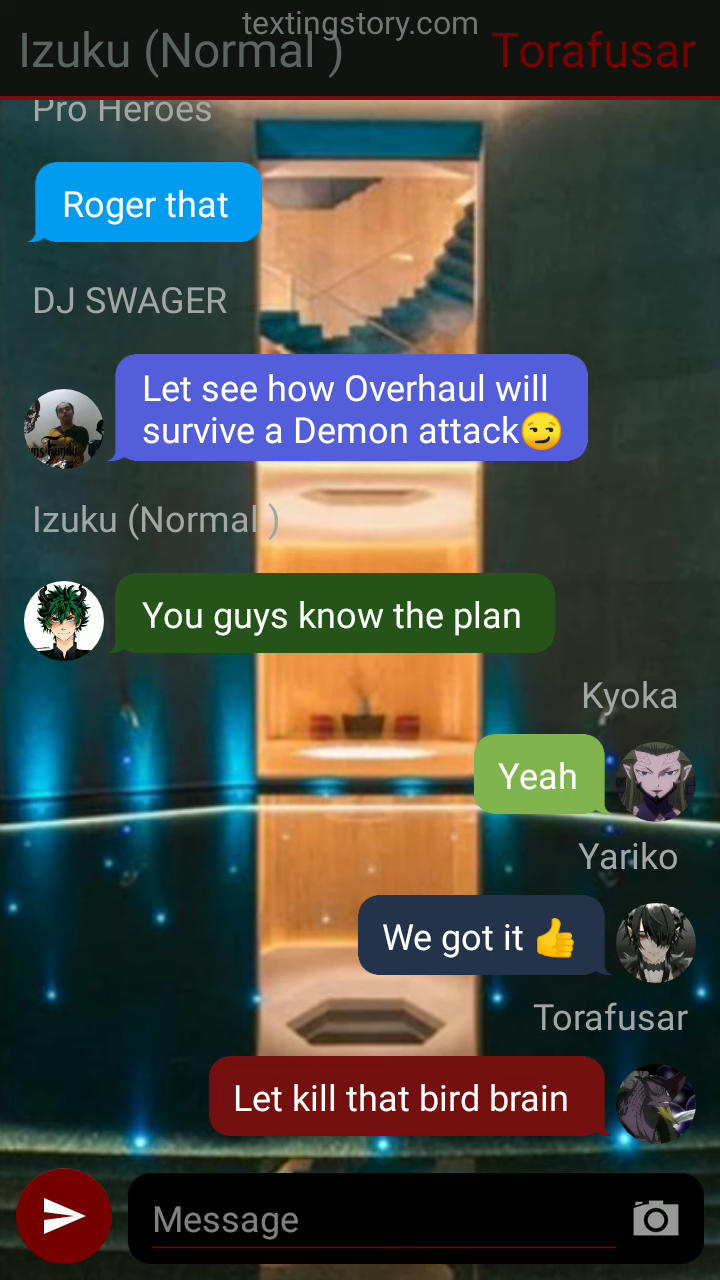 textingstory.com
Izuku (Normal )
Torafusar
Pro Heroes
Roger that
DJ SWAGER
Let see how Overhaul will
survive a Demon attack😏
Izuku (Normal )
You guys know the plan
Kyoka
Yeah
Yariko
We got it 👍
Torafusar
Let kill that bird brain
Message